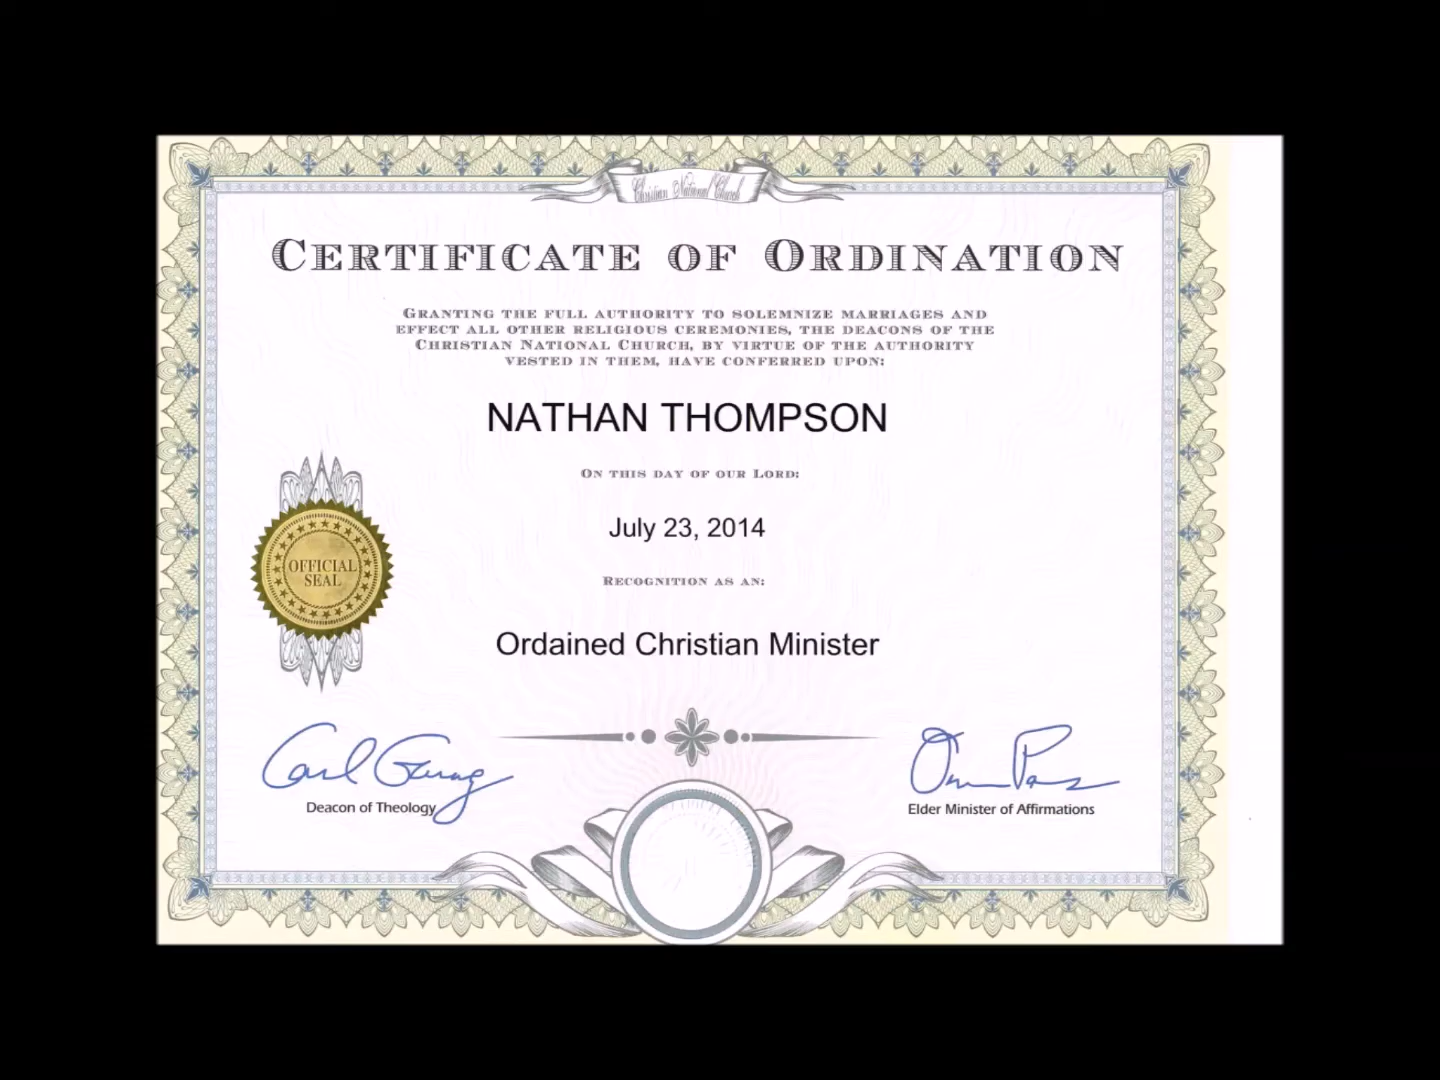 Christian National Church
CERTIFICATE OF ORDINATION
GRANTING THE FULL AUTHORITY TO SOLEMNIZE MARRIAGES AND
EFFECT ALL OTHER RELIGIOUS CEREMONIES, THE DEACONS OF THE
CHRISTIAN NATIONAL CHURCH, BY VIRTUE OF THE AUTHORITY
VESTED IN THEM, HAVE CONFERRED UPON:
NATHAN THOMPSON
ON THIS DAY OF OUR LORD:
July 23, 2014
RECOGNITION AS AN:
OFFICIAL
SEAL
Ordained Christian Minister
Deacon of Theology
Elder Minister of Affirmations